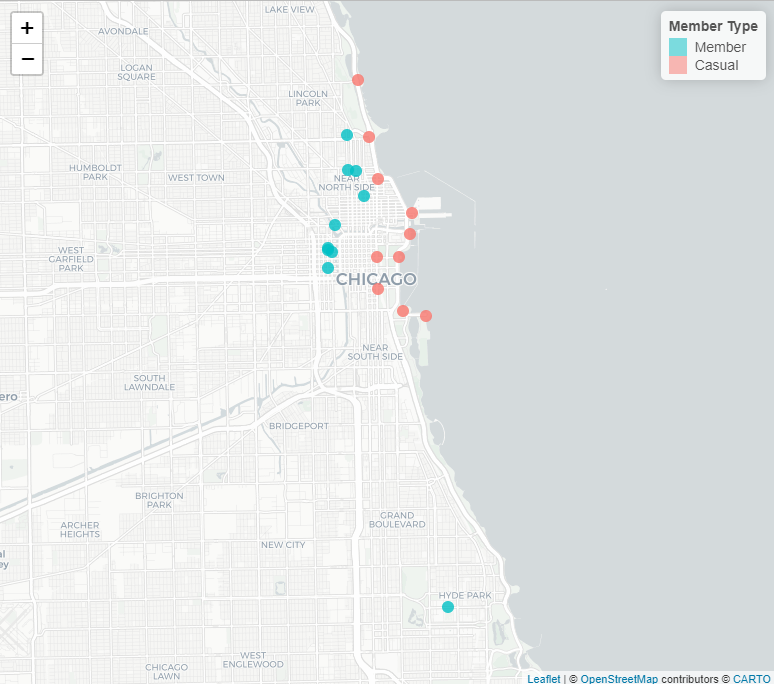 +
−
LAKE VIEW
Member Type
Member
Casual
AVONDALE
LOGAN
SQUARE
LINCOLN
PARK
HUMBOLDT
PARK
WEST TOWN
NEAR
NORTH SIDE
WEST
GARFIELD
PARK
CHICAGO
NEAR
SOUTH SIDE
SOUTH
LAWNDALE
ero
BRIDGEPORT
BRIGHTON
PARK
ARCHER
HEIGHTS
GRAND
BOULEVARD
NEW CITY
al
ey
HYDE PARK
WEST
ENGLEWOOD
CHICAGO
LAWN
Leaflet | © OpenStreetMap contributors © CARTO